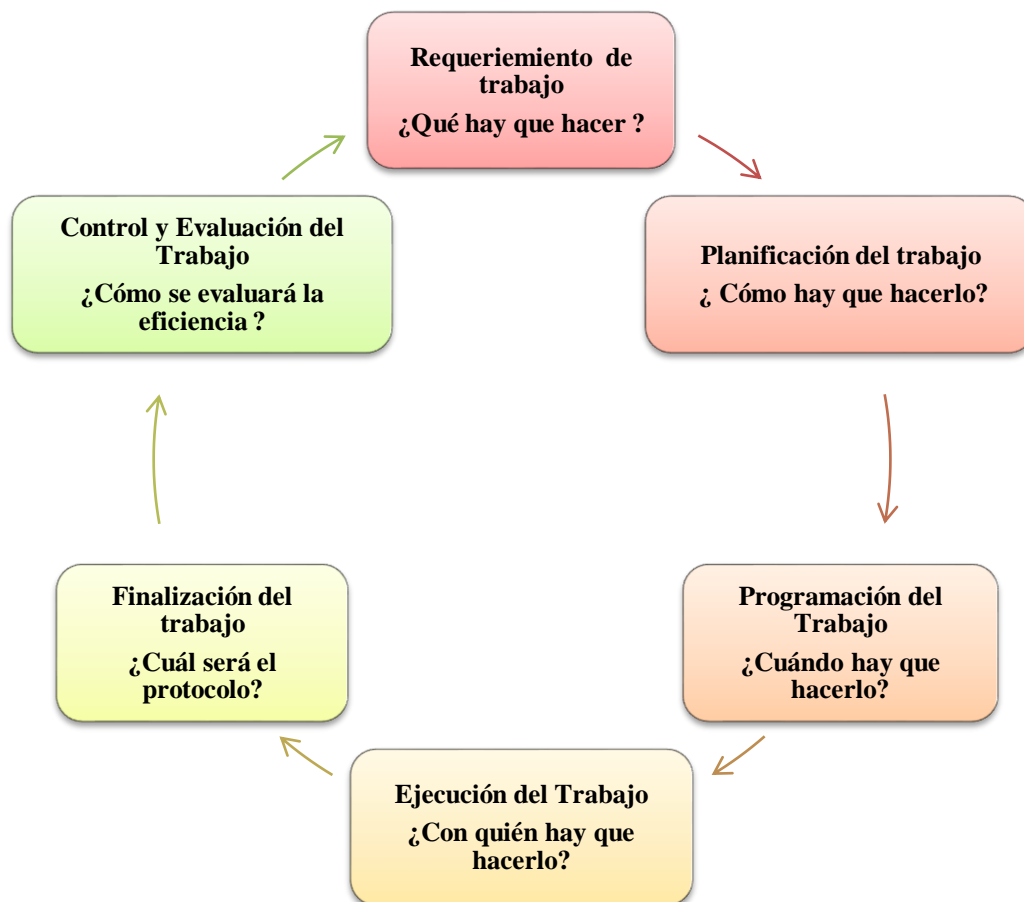 Requeriemiento de
trabajo
¿Qué hay que hacer ?
Planificación del trabajo
¿ Cómo hay que hacerlo?
Programación del
Trabajo
¿Cuándo hay que
hacerlo?
Ejecución del Trabajo
¿Con quién hay que
hacerlo?
Finalización del
trabajo
¿Cuál será el
protocolo?
Control y Evaluación del
Trabajo
¿Cómo se evaluará la
eficiencia ?